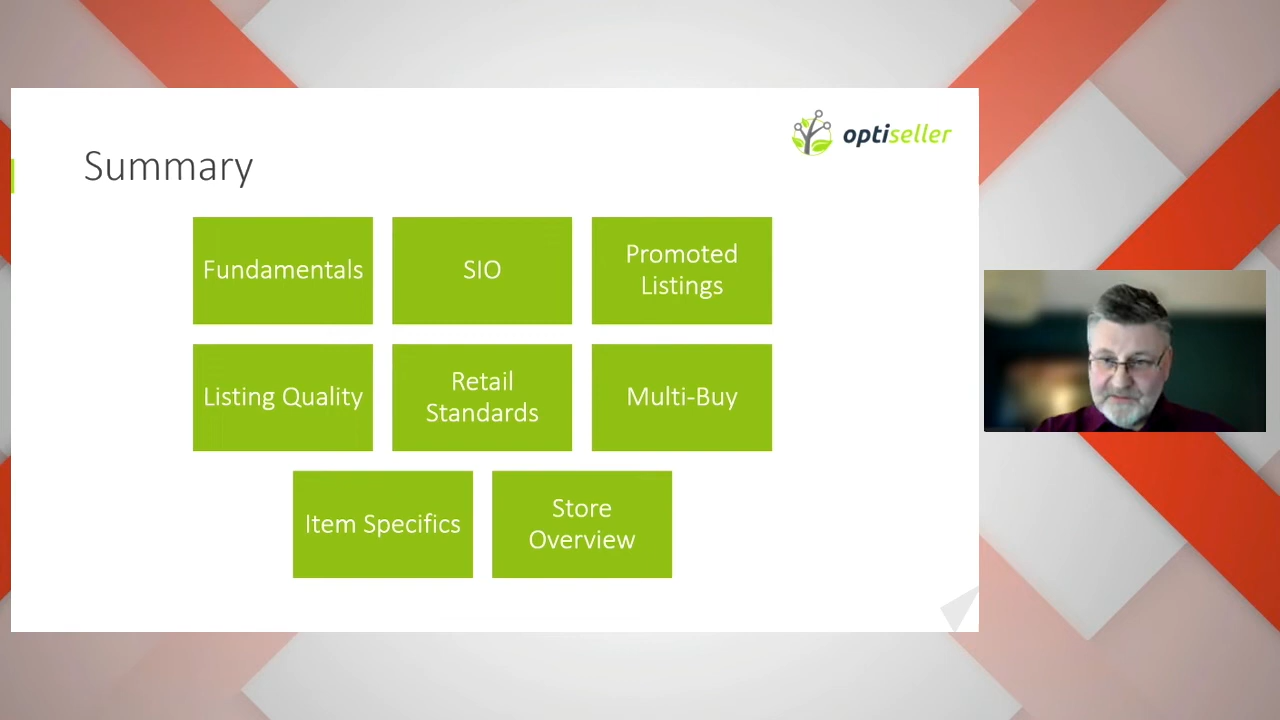 optiseller
Summary
Fundamentals
SIO
Promoted
Listings
Listing Quality
Retail
Standards
Multi-Buy
Item Specifics
Store
Overview